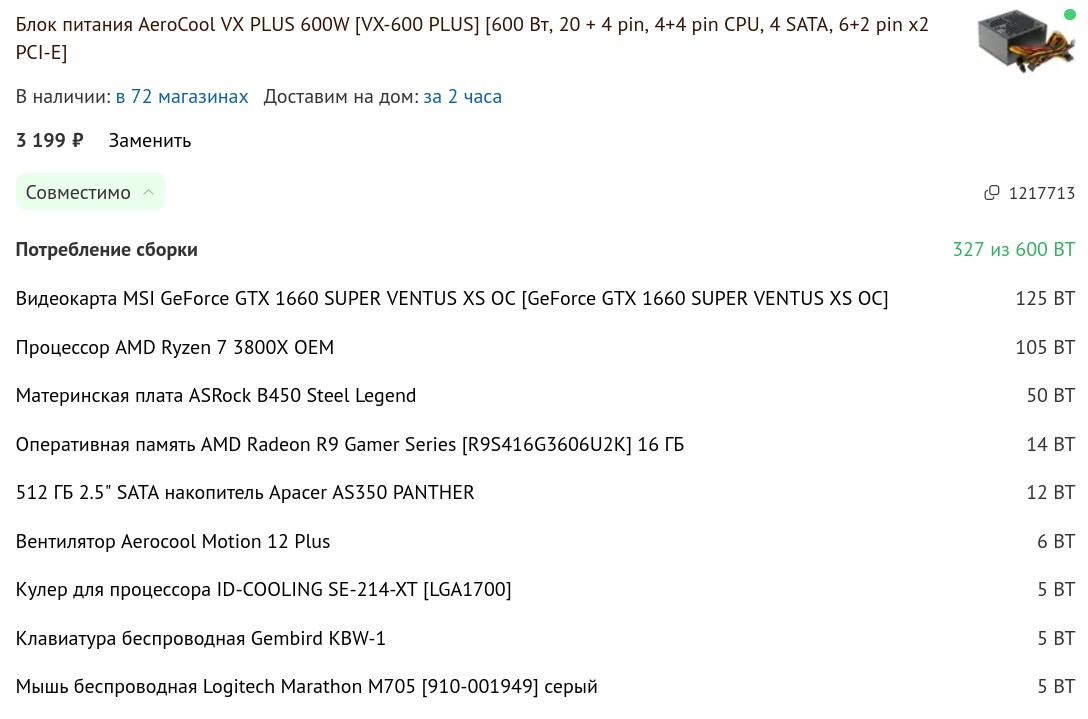 Блок питания AeroCool VX PLUS 600W [VX-600 PLUS] [600 Вт, 20 + 4 pin, 4+4 pin CPU, 4 SATA, 6+2 pin x2
PCI-E]
В наличии: в 72 магазинах Доставим на дом: за 2 часа
3 199 ₽ Заменить
Совместимо 1217713
Потребление сборки 327 из 600 ВТ
Видеокарта MSI GeForce GTX 1660 SUPER VENTUS XS OC [GeForce GTX 1660 SUPER VENTUS XS OC] 125 ВТ
Процессор AMD Ryzen 7 3800X OEM 105 ВТ
Материнская плата ASRock B450 Steel Legend 50 ВТ
Оперативная память AMD Radeon R9 Gamer Series [R9S416G3606U2K] 16 ГБ 14 ВТ
512 ГБ 2.5" SATA накопитель Apacer AS350 PANTHER 12 ВТ
Вентилятор Aerocool Motion 12 Plus 6 ВТ
Кулер для процессора ID-COOLING SE-214-XT [LGA1700] 5 ВТ
Клавиатура беспроводная Gembird KBW-1 5 ВТ
Мышь беспроводная Logitech Marathon M705 [910-001949] серый 5 ВТ